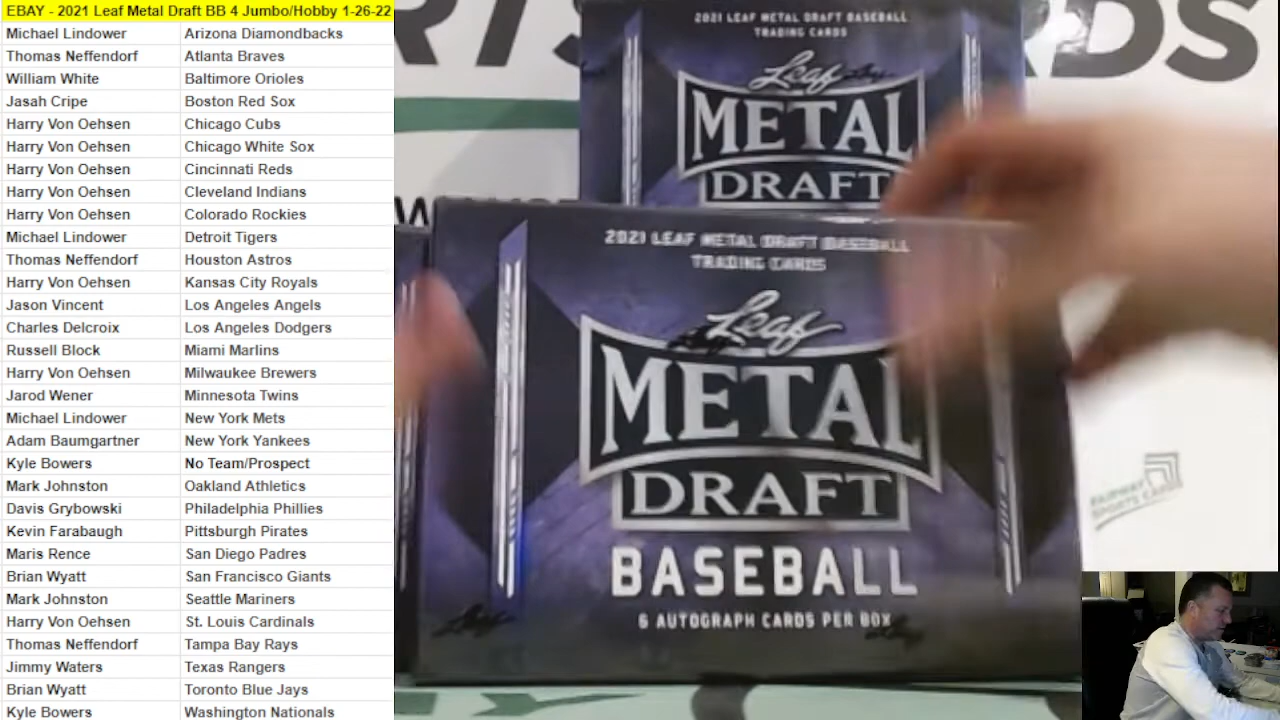 EBAY - 2021 Leaf Metal Draft BB 4 Jumbo/Hobby 1-26-22
Michael Lindower Arizona Diamondbacks
Thomas Neffendorf Atlanta Braves
William White Baltimore Orioles
Jasah Cripe Boston Red Sox
Harry Von Oehsen Chicago Cubs
Harry Von Oehsen Chicago White Sox
Harry Von Oehsen Cincinnati Reds
Harry Von Oehsen Cleveland Indians
Harry Von Oehsen Colorado Rockies
Michael Lindower Detroit Tigers
Thomas Neffendorf Houston Astros
Harry Von Oehsen Kansas City Royals
Jason Vincent Los Angeles Angels
Charles Delcroix Los Angeles Dodgers
Russell Block Miami Marlins
Harry Von Oehsen Milwaukee Brewers
Jarod Wener Minnesota Twins
Michael Lindower New York Mets
Adam Baumgartner New York Yankees
Kyle Bowers No Team/Prospect
Mark Johnston Oakland Athletics
Davis Grybowski Philadelphia Phillies
Kevin Farabaugh Pittsburgh Pirates
Maris Rence San Diego Padres
Brian Wyatt San Francisco Giants
Mark Johnston Seattle Mariners
Harry Von Oehsen St. Louis Cardinals
Thomas Neffendorf Tampa Bay Rays
Jimmy Waters Texas Rangers
Brian Wyatt Toronto Blue Jays
Kyle Bowers Washington Nationals
2021 LEAF METAL DRAFT BASEBALL
TRADING CARDS
Leaf
METAL
DRAFT
2021 LEAF METAL DRAFT BASEBALL
TRADING CARDS
Leaf
METAL
DRAFT
BASEBALL
6 AUTOGRAPH CARDS PER BOX
FAIRWAY
SPORTS CARDS